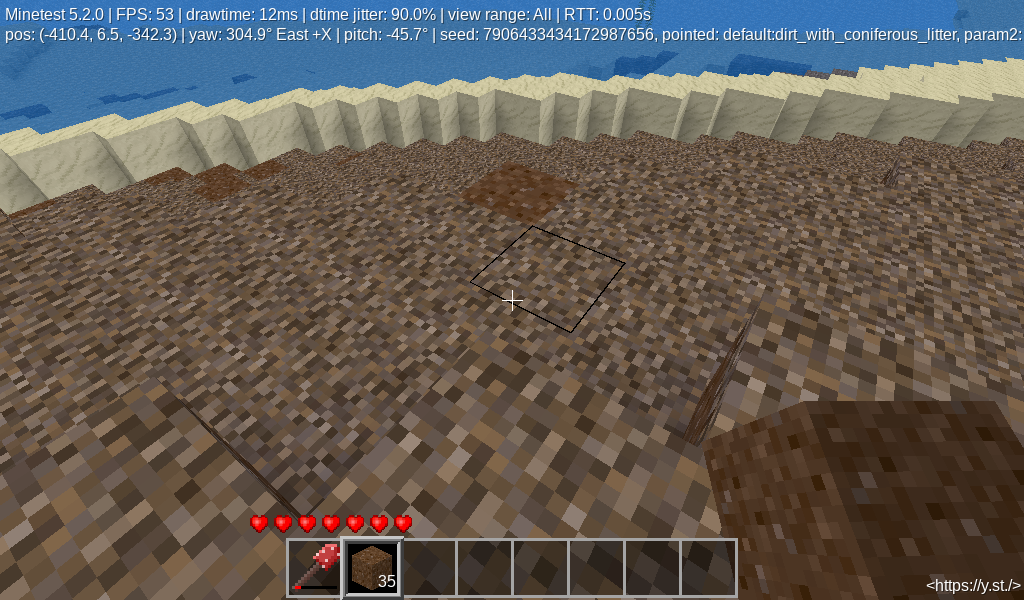 Minetest 5.2.0 | FPS: 53 | drawtime: 12ms | dtime jitter: 90.0% | view range: All | RTT: 0.005s
pos: (-410.4, 6.5, -342.3) | yaw: 304.9° East +X | pitch: -45.7° | seed: 7906433434172987656, pointed: default:dirt_with_coniferous_litter, param2:
35
<https://y.st./>